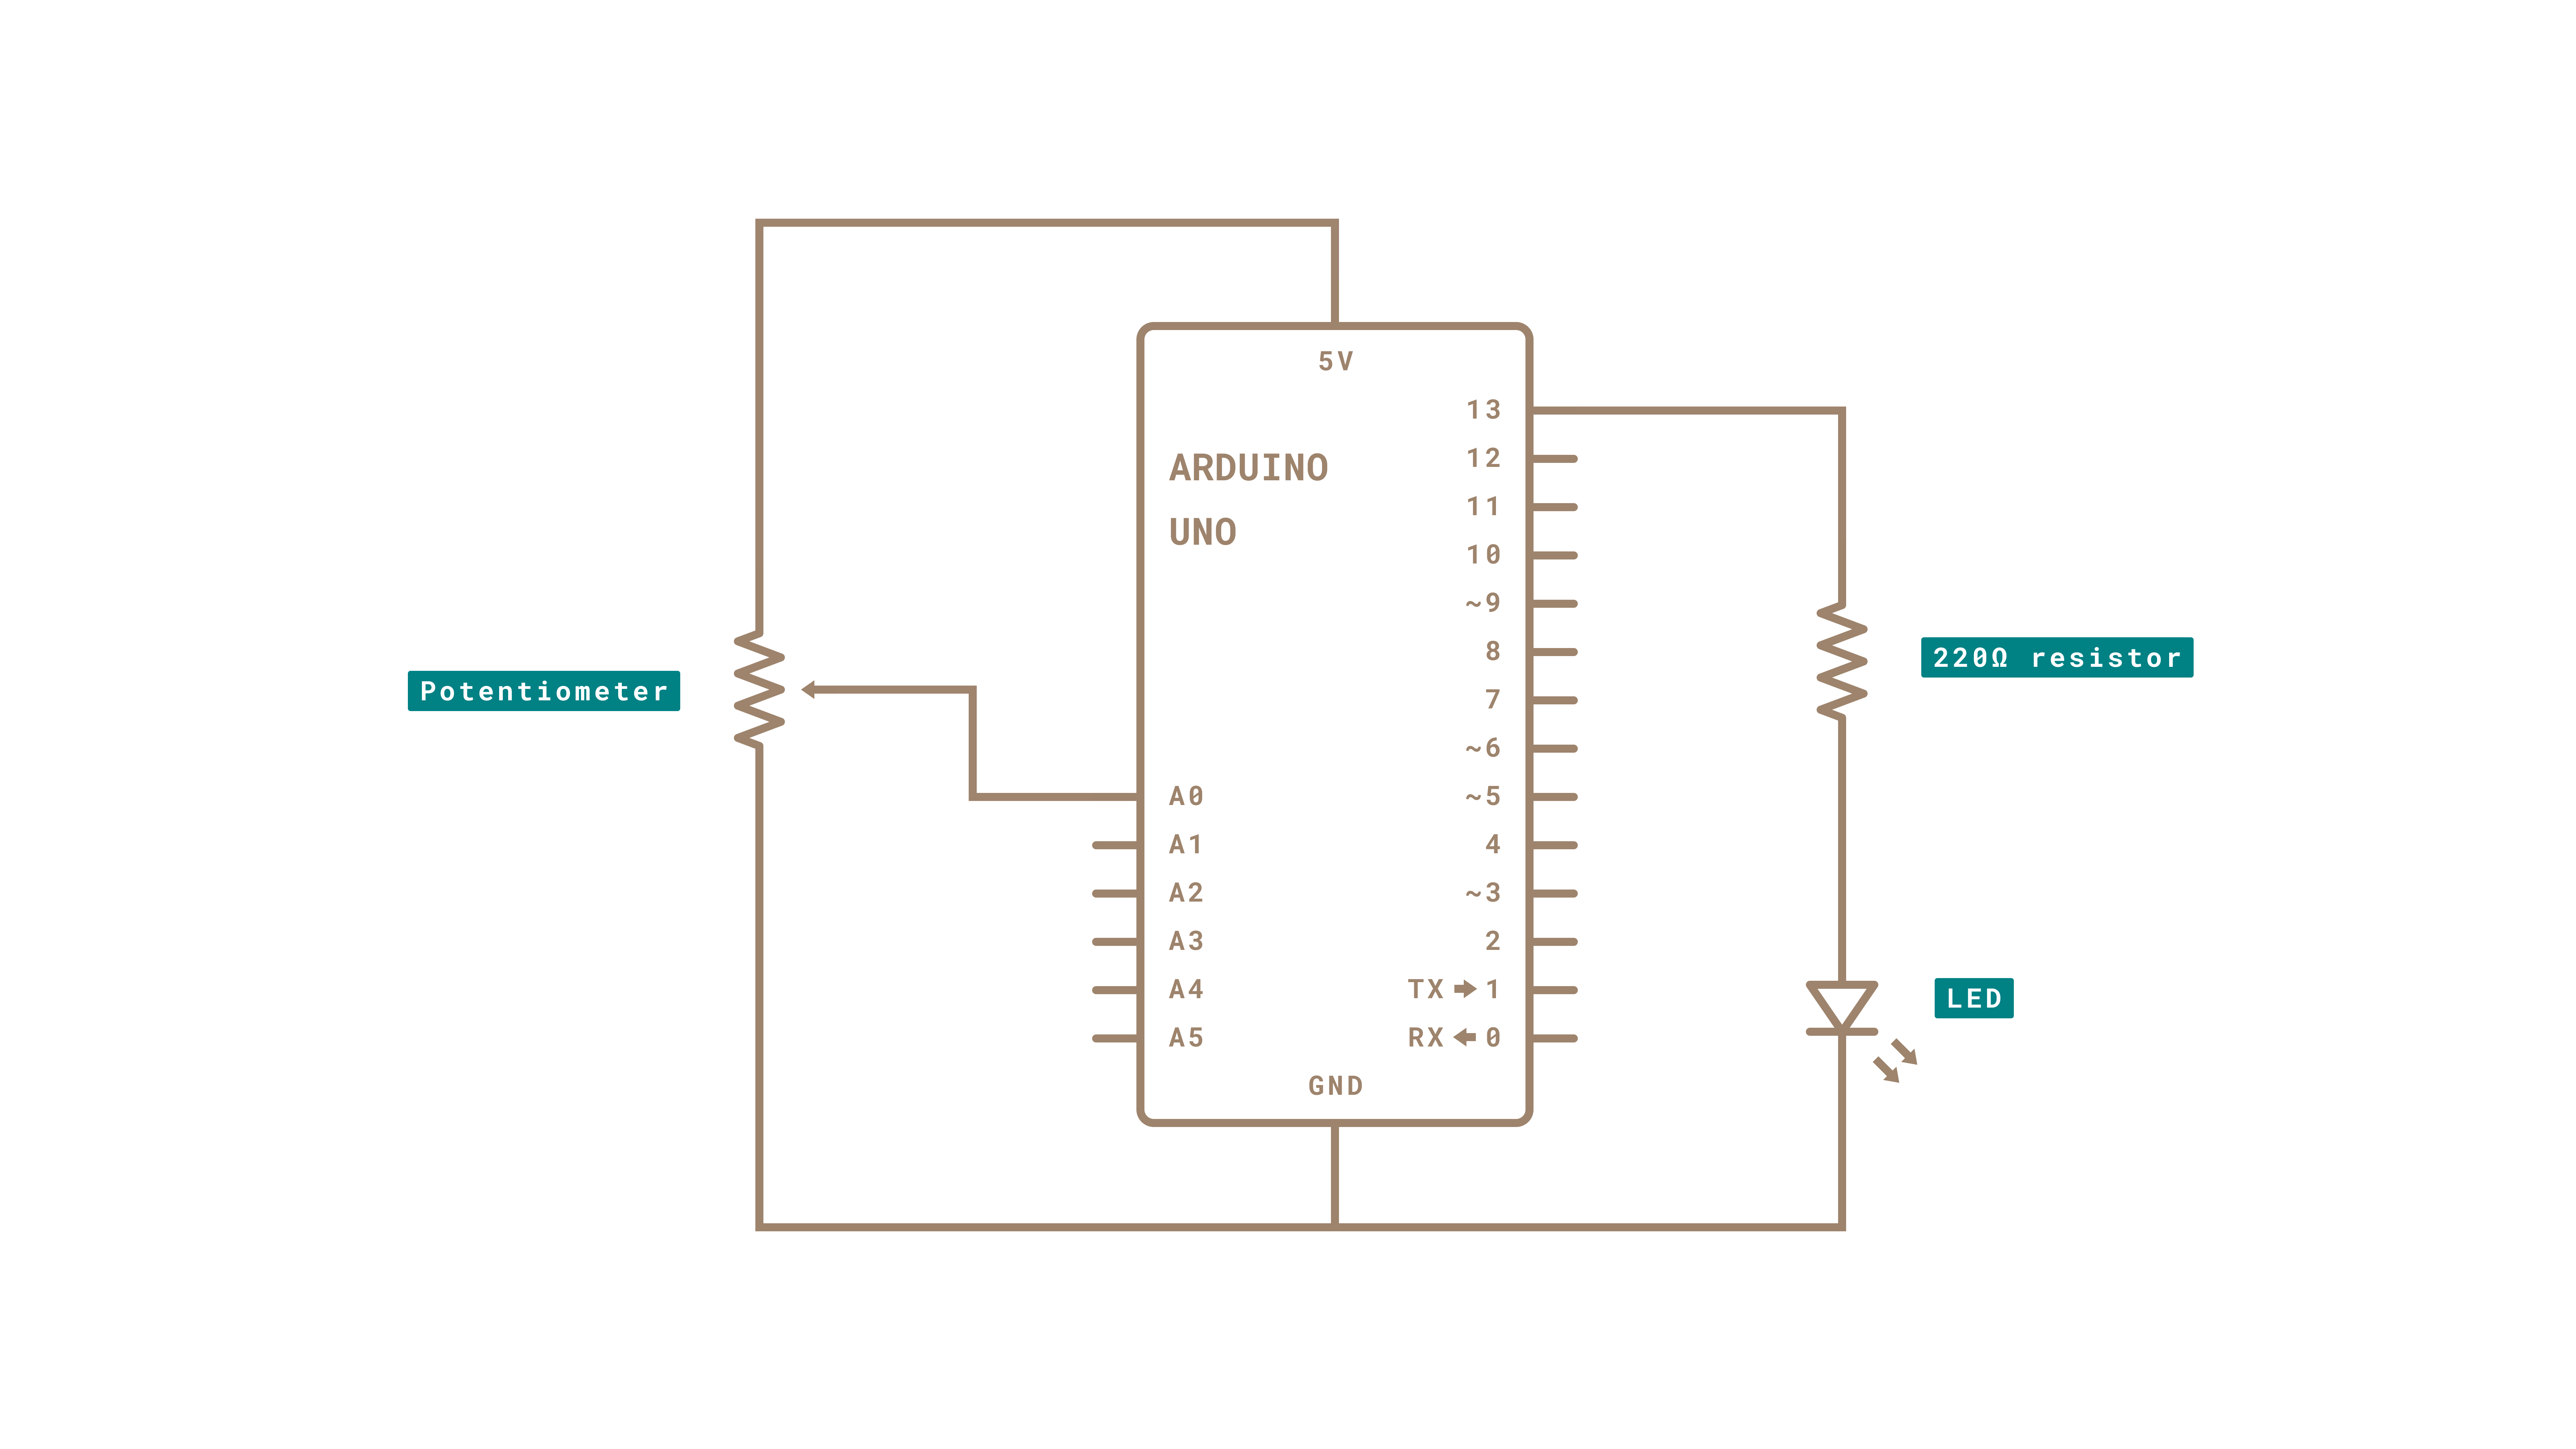 5V
13
12
ARDUINO
11
UNO
10
~9
8
220Ω resistor
Potentiometer
7
~6
A0
~5
A1
4
A2
~3
A3
2
A4
TX 1
LED
A5
RX 0
GND